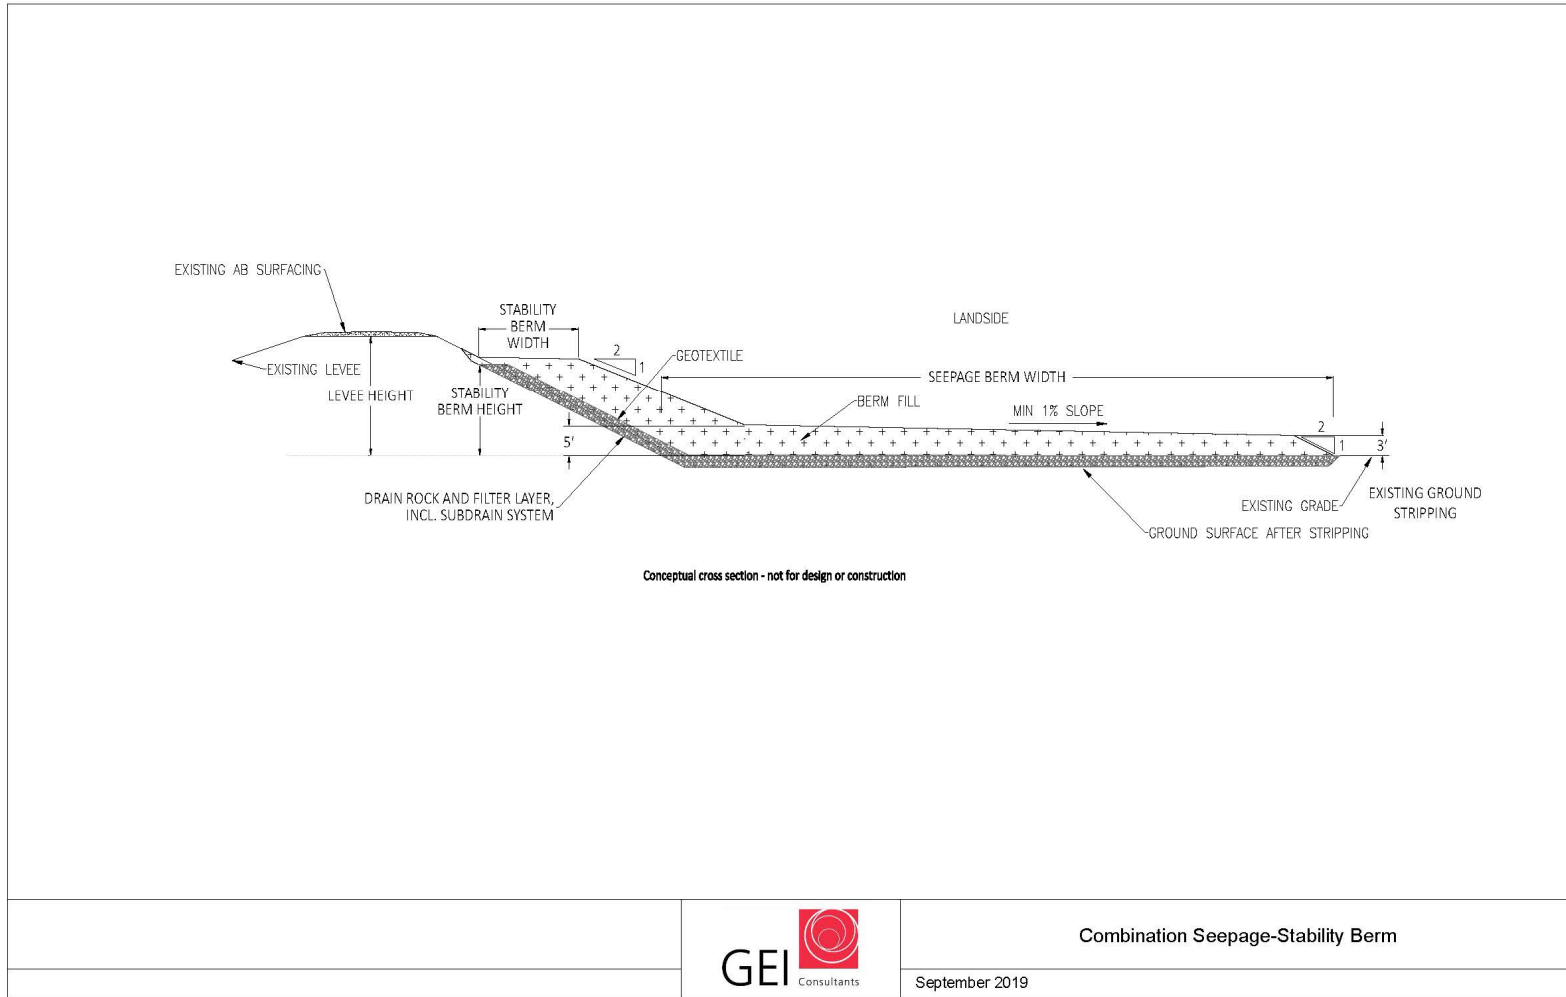 EXISTING AB SURFACING
STABILITY
BERM
WIDTH
LANDSIDE
2
1
GEOTEXTILE
EXISTING LEVEE
SEEPAGE BERM WIDTH
LEVEE HEIGHT
STABILITY
BERM HEIGHT
BERM FILL
MIN 1% SLOPE
2
1
5'
3'
DRAIN ROCK AND FILTER LAYER,
INCL. SUBDRAIN SYSTEM
EXISTING GRADE
EXISTING GROUND
STRIPPING
GROUND SURFACE AFTER STRIPPING
Conceptual cross section - not for design or construction
GEI
Consultants
Combination Seepage-Stability Berm
September 2019